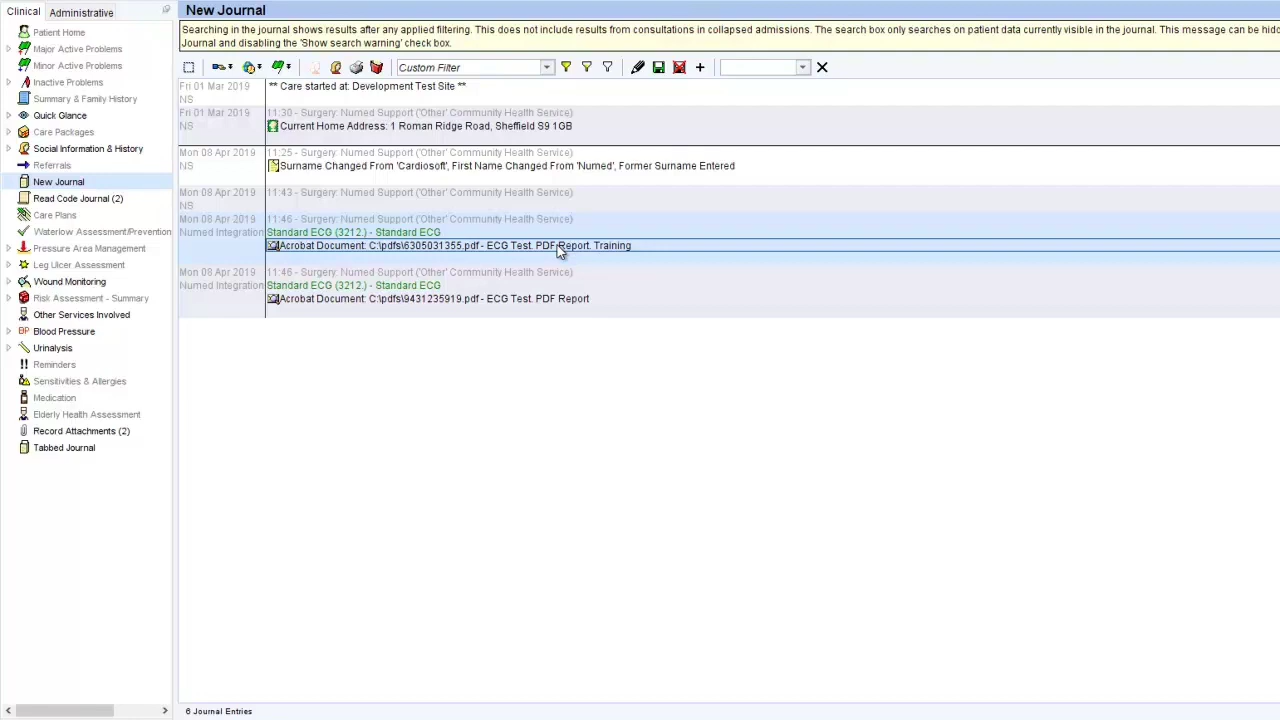 Clinical
Administrative
Patient Home
Major Active Problems
Minor Active Problems
Inactive Problems
Summary & Family History
Quick Glance
Care Packages
Social Information & History
Referrals
New Journal
Read Code Journal (2)
Care Plans
Waterlow Assessment/Prevention
Pressure Area Management
Leg Ulcer Assessment
Wound Monitoring
Risk Assessment - Summary
Other Services Involved
BP Blood Pressure
Urinalysis
Reminders
Sensitivities & Allergies
Medication
Elderly Health Assessment
Record Attachments (2)
Tabbed Journal
New Journal
Searching in the journal shows results after any applied filtering. This does not include results from consultations in collapsed admissions. The search box only searches on patient data currently visible in the journal. This message can be hid
Journal and disabling the 'Show search warning' check box.
Custom Filter
Fri 01 Mar 2019 ** Care started at: Development Test Site **
NS
Fri 01 Mar 2019 11:30 - Surgery: Numed Support ('Other' Community Health Service)
NS Current Home Address: 1 Roman Ridge Road, Sheffield S9 1GB
Mon 08 Apr 2019 11:25 - Surgery: Numed Support ('Other' Community Health Service)
NS Surname Changed From 'Cardiosoft', First Name Changed From 'Numed', Former Surname Entered
Mon 08 Apr 2019 11:43 - Surgery: Numed Support ('Other' Community Health Service)
NS
Mon 08 Apr 2019 11:46 - Surgery: Numed Support ('Other' Community Health Service)
Numed Integration Standard ECG (3212.) - Standard ECG
Acrobat Document: C:\pdfs\6305031355.pdf - ECG Test. PDF Report. Training
Mon 08 Apr 2019 11:46 - Surgery: Numed Support ('Other' Community Health Service)
Numed Integration Standard ECG (3212.) - Standard ECG
Acrobat Document: C:\pdfs\9431235919.pdf - ECG Test. PDF Report
6 Journal Entries